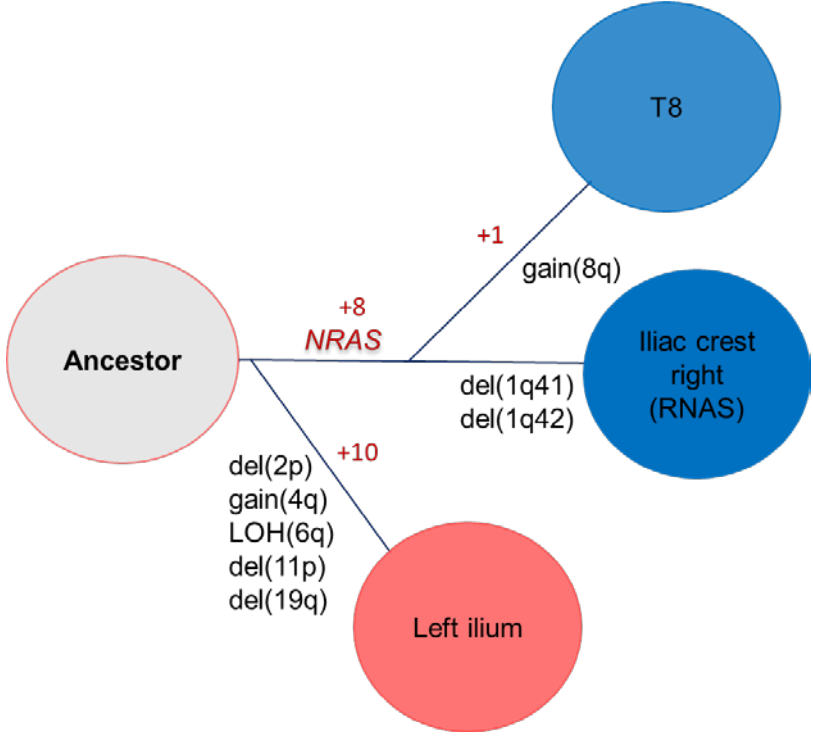 T8
+1
gain(8q)
+8
NRAS
Ancestor
Iliac crest
right
(RNAS)
del(1q41)
del(1q42)
+10
del(2p)
gain(4q)
LOH(6q)
del(11p)
del(19q)
Left ilium